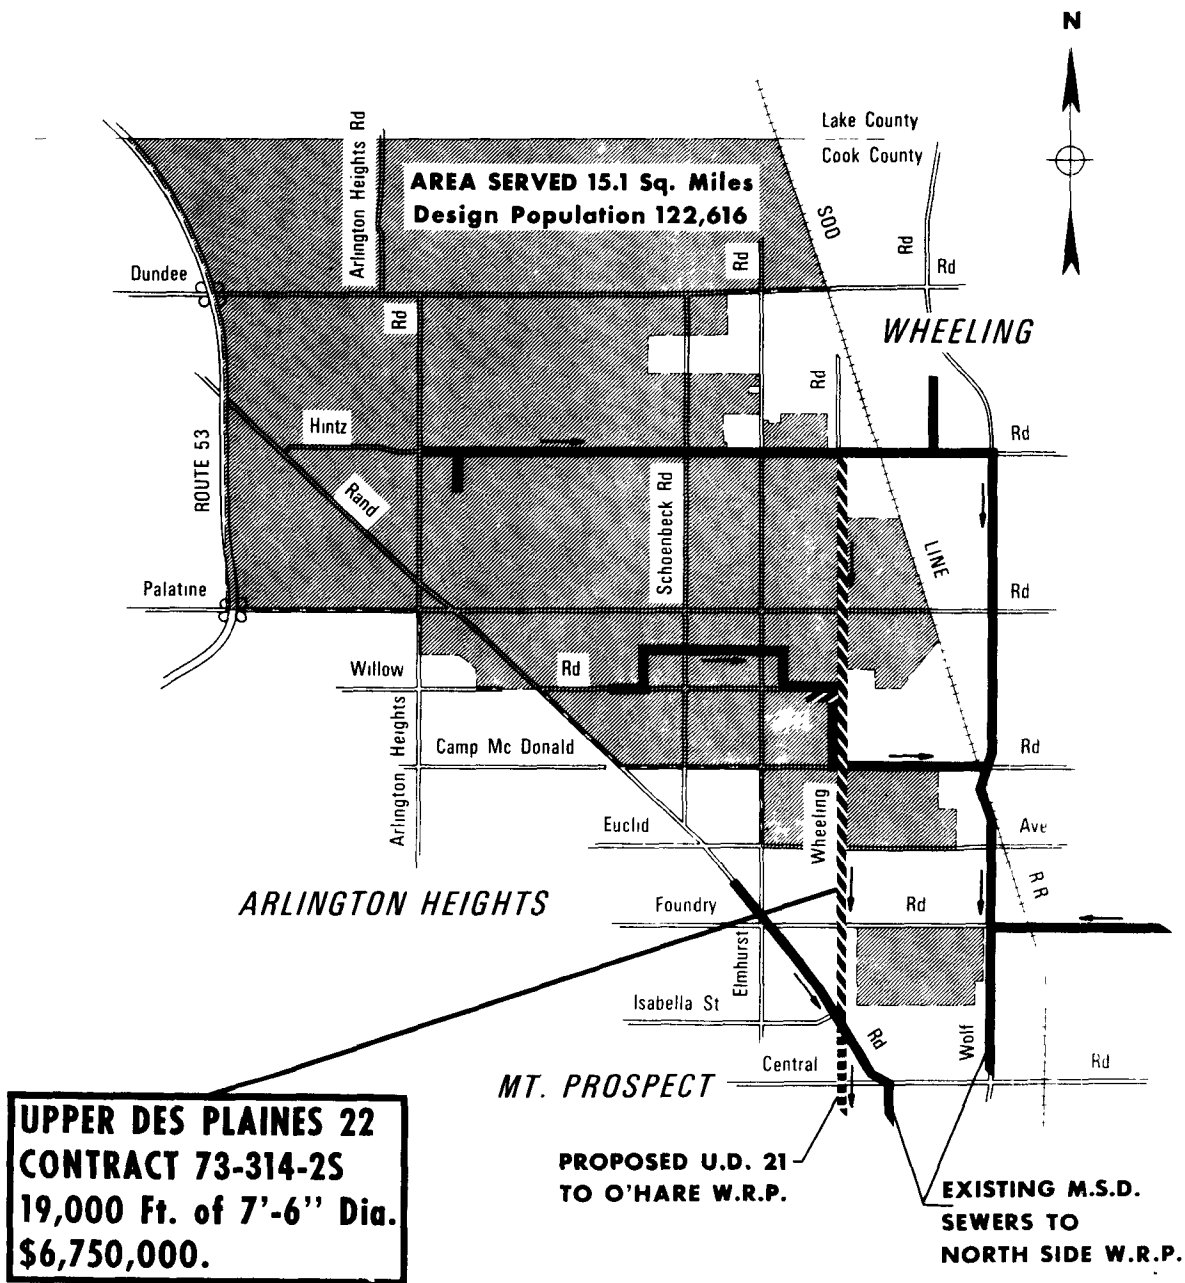 N
Lake County
Cook County
Arlington Heights Rd
AREA SERVED 15.1 Sq. Miles
Design Population 122,616
SOO
Rd
Rd
Rd
Dundee
Rd
WHEELING
Rd
Hintz
Rd
ROUTE 53
Rand
Schoenbeck Rd
LINE
Palatine
Rd
Willow
Rd
Arlington Heights
Camp Mc Donald
Rd
Wheeling
Euclid
Ave
RR
ARLINGTON HEIGHTS
Foundry
Rd
Elmhurst
Isabella St
Rd
Wolf
Central
Rd
MT. PROSPECT
UPPER DES PLAINES 22
CONTRACT 73-314-2S
19,000 Ft. of 7'-6" Dia.
$6,750,000.
PROPOSED U.D. 21
TO O'HARE W.R.P.
EXISTING M.S.D.
SEWERS TO
NORTH SIDE W.R.P.